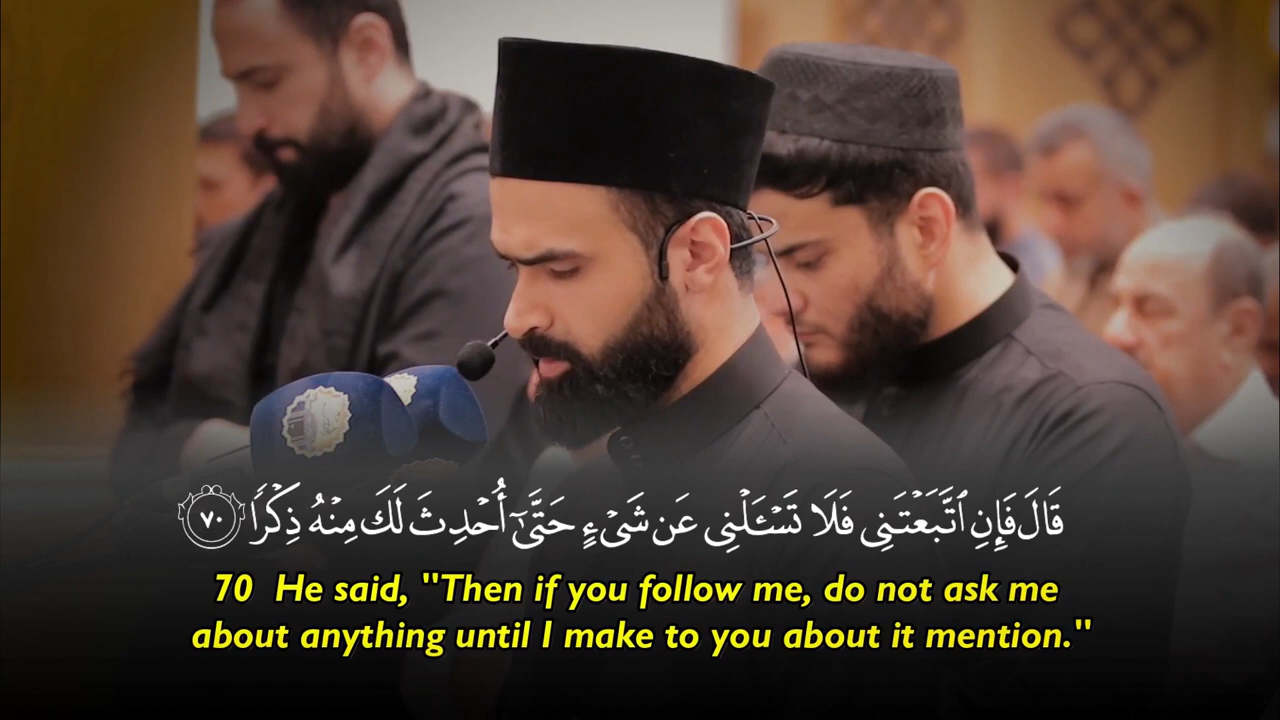 قَالَ فَإِنِ ٱتَّبَعْتَنِى فَلَا تَسْـَٔلْنِى عَن شَىْءٍ حَتَّىٰٓ أُحْدِثَ لَكَ مِنْهُ ذِكْرًا ٧٠
70 He said, "Then if you follow me, do not ask me
about anything until I make to you about it mention."